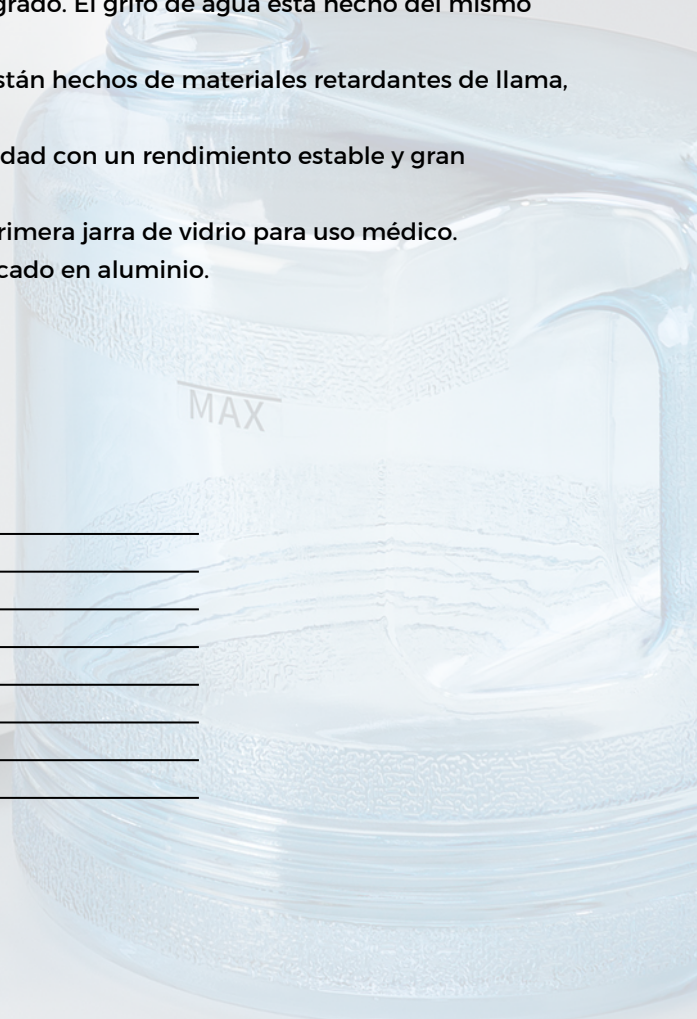 grado. El grifo de agua está hecho del mismo
stán hechos de materiales retardantes de llama,
dad con un rendimiento estable y gran
rimera jarra de vidrio para uso médico.
cado en aluminio.
MAX